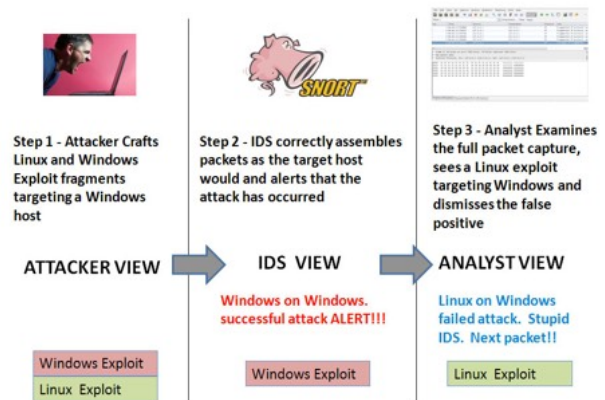 SNORT
Step 1 - Attacker Crafts
Linux and Windows
Exploit fragments
targeting a Windows
host
ATTACKER VIEW
Windows Exploit
Linux Exploit
Step 2 - IDS correctly assembles
packets as the target host
would and alerts that the
attack has occurred
IDS VIEW
Windows on Windows.
successful attack ALERT!!!
Windows Exploit
Step 3 - Analyst Examines
the full packet capture,
sees a Linux exploit
targeting Windows and
dismisses the false
positive
ANALYST VIEW
Linux on Windows
failed attack. Stupid
IDS. Next packet!!
Linux Exploit